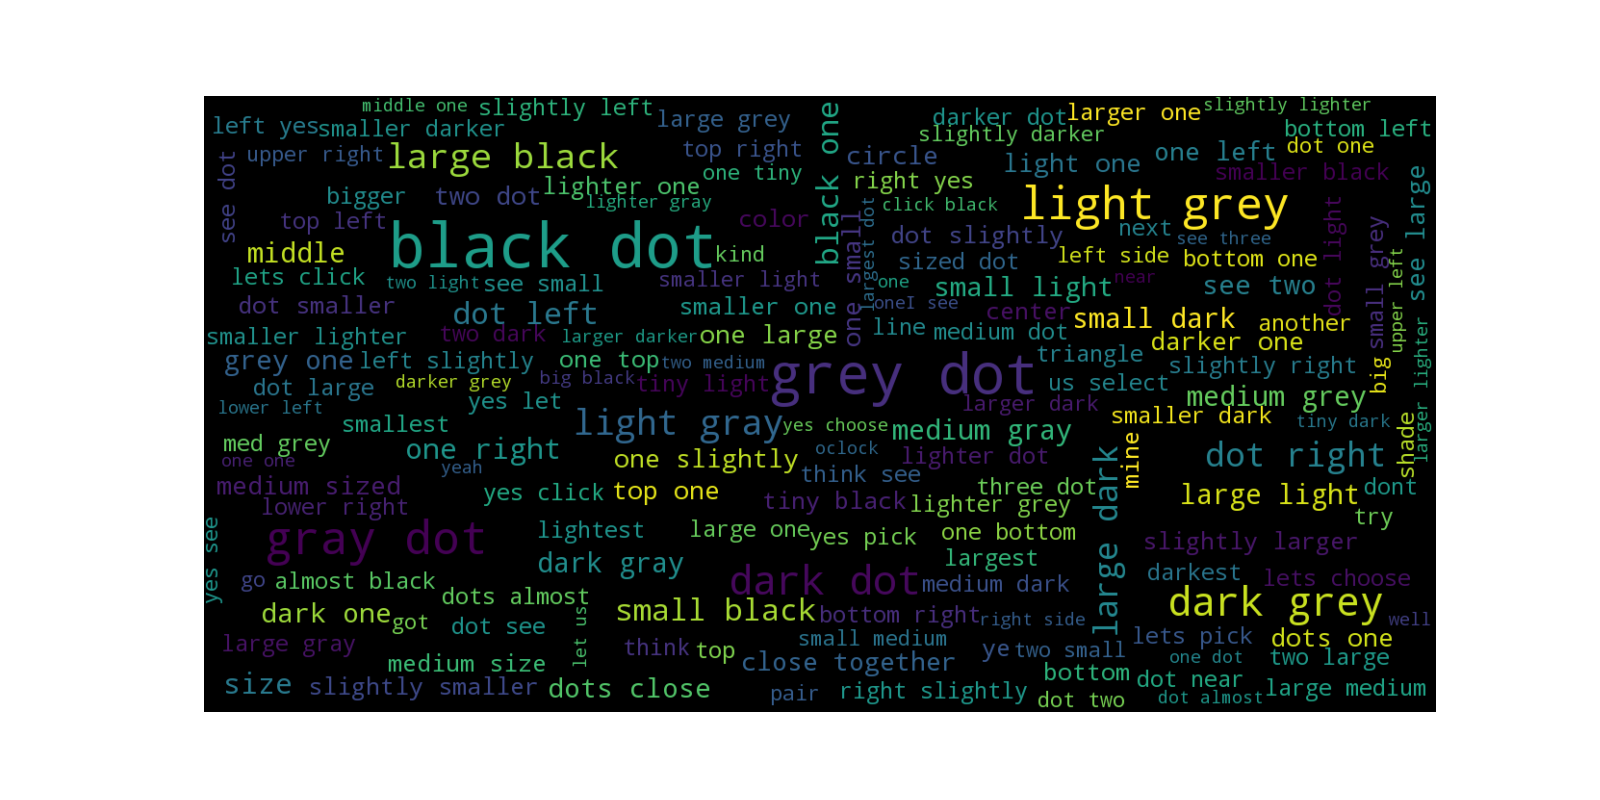 middle one
slightly left
large grey
black one
darker dot
larger one
slightly lighter
left yes
smaller darker
slightly darker
bottom left
see dot
upper right
large black
top right
circle
light one
one left
dot one
one tiny
smaller black
bigger
two dot
lighter one
lighter gray
right yes
see large
top left
color
click black
light grey
dot light
middle
black dot
kind
one small
largest dot
dot slightly
next
see three
small grey
lets click
two light
see small
smaller light
sized dot
left side
bottom one
upper left
dot smaller
dot left
smaller one
one
oneI see
small light
near
see two
smaller lighter
two dark
larger darker
one large
line
medium dot
center
small dark
another
darker one
grey one
left slightly
one top
two medium
grey dot
triangle
slightly right
big
larger lighter
dot large
darker grey
big black
tiny light
us select
medium grey
lower left
yes let
larger dark
smallest
light gray
yes choose
medium gray
smaller dark
tiny dark
shade
med grey
one right
oclock
lighter dot
mine
dot right
one one
yeah
one slightly
think see
large dark
medium sized
yes click
top one
tiny black
three dot
lighter grey
large light
dont
lower right
try
yes see
gray dot
lightest
large one
yes pick
one bottom
slightly larger
dark gray
largest
go
almost black
dark dot
medium dark
darkest
lets choose
dots almost
dark one
got
dot see
let us
small black
bottom right
right side
dark grey
well
large gray
think
top
small medium
ye
two small
lets pick
dots one
medium size
close together
one dot
two large
size
slightly smaller
dots close
pair
right slightly
bottom
dot near
dot two
dot almost
large medium